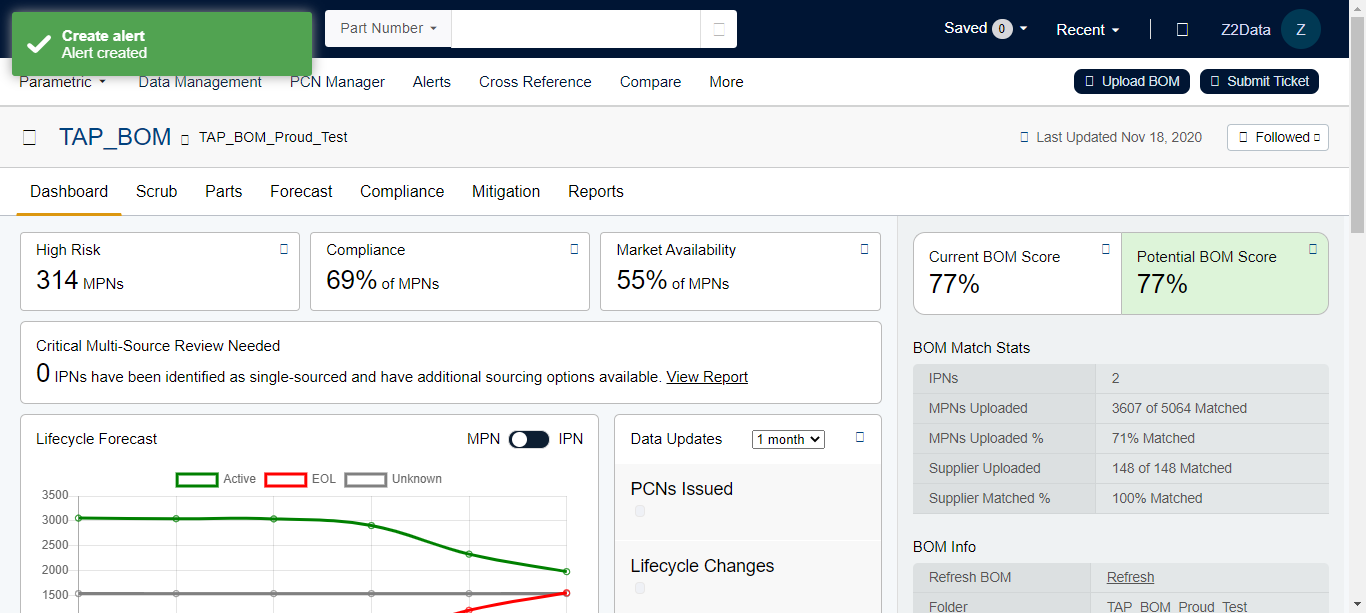 Create alert
Alert created
Part Number
Saved 0
Recent
Z2Data
Z
Parametric
Data Management
PCN Manager
Alerts
Cross Reference
Compare
More
Upload BOM
Submit Ticket
TAP_BOM
TAP_BOM_Proud_Test
Last Updated Nov 18, 2020
Followed
Dashboard
Scrub
Parts
Forecast
Compliance
Mitigation
Reports
High Risk
314 MPNs
Compliance
69% of MPNs
Market Availability
55% of MPNs
Current BOM Score
77%
Potential BOM Score
77%
Critical Multi-Source Review Needed
0 IPNs have been identified as single-sourced and have additional sourcing options available. View Report
BOM Match Stats
IPNs 2
MPNs Uploaded 3607 of 5064 Matched
MPNs Uploaded % 71% Matched
Supplier Uploaded 148 of 148 Matched
Supplier Matched % 100% Matched
Lifecycle Forecast
MPN
IPN
Active
EOL
Unknown
3500
3000
2500
2000
1500
Data Updates
1 month
PCNs Issued
Lifecycle Changes
BOM Info
Refresh BOM Refresh
Folder TAP_BOM_Proud_Test